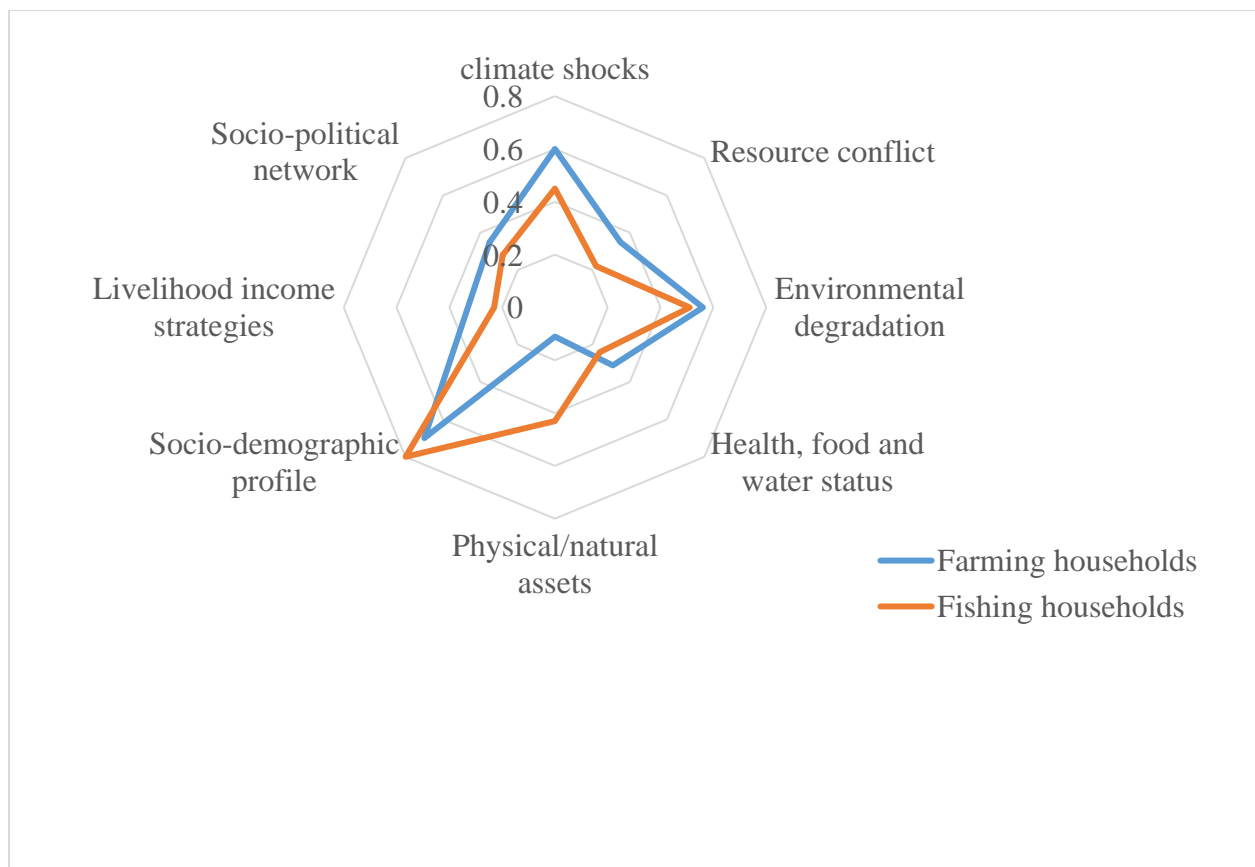 climate shocks
0.8
Socio-political
network
Resource conflict
0.6
0.4
0.2
0
Livelihood income
strategies
Environmental
degradation
Socio-demographic
profile
Health, food and
water status
Physical/natural
assets
Farming households
Fishing households